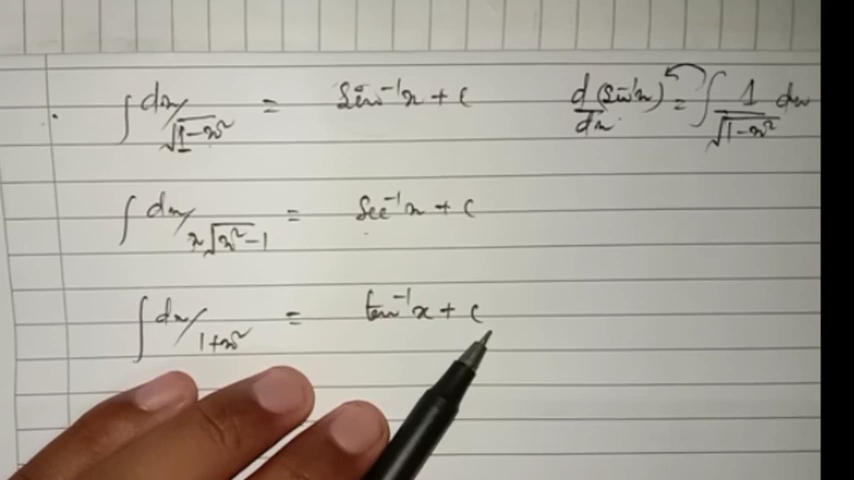 ∫ dx/√1-x² = Sin⁻¹x + c d/dx (Sin⁻¹x) = ∫ 1/√1-x² dx
∫ dx/x√x²-1 = Sec⁻¹x + c
∫ dx/1+x² = tan⁻¹x + c